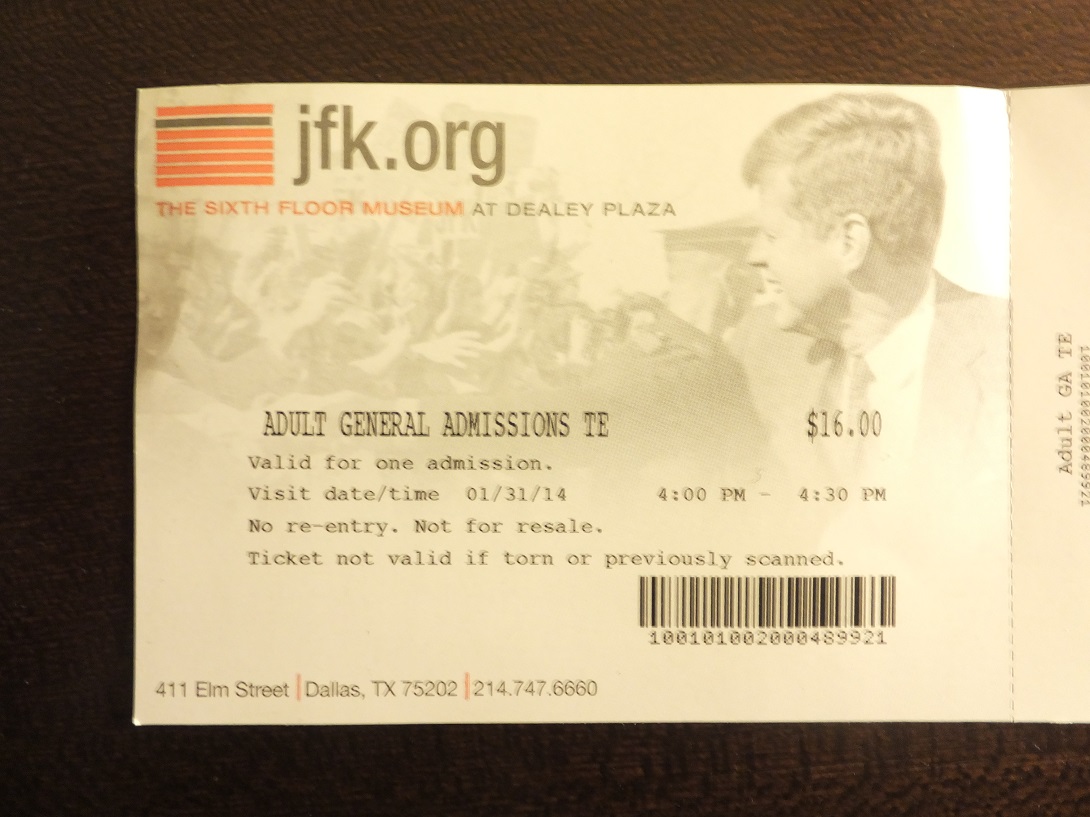 jfk.org
THE SIXTH FLOOR MUSEUM AT DEALEY PLAZA
ADULT GENERAL ADMISSIONS TE $16.00
Valid for one admission.
Visit date/time 01/31/14 4:00 PM - 4:30 PM
No re-entry. Not for resale.
Ticket not valid if torn or previously scanned.
100101002000489921
411 Elm Street | Dallas, TX 75202 | 214.747.6660
Adult GA TE
100101002000489921